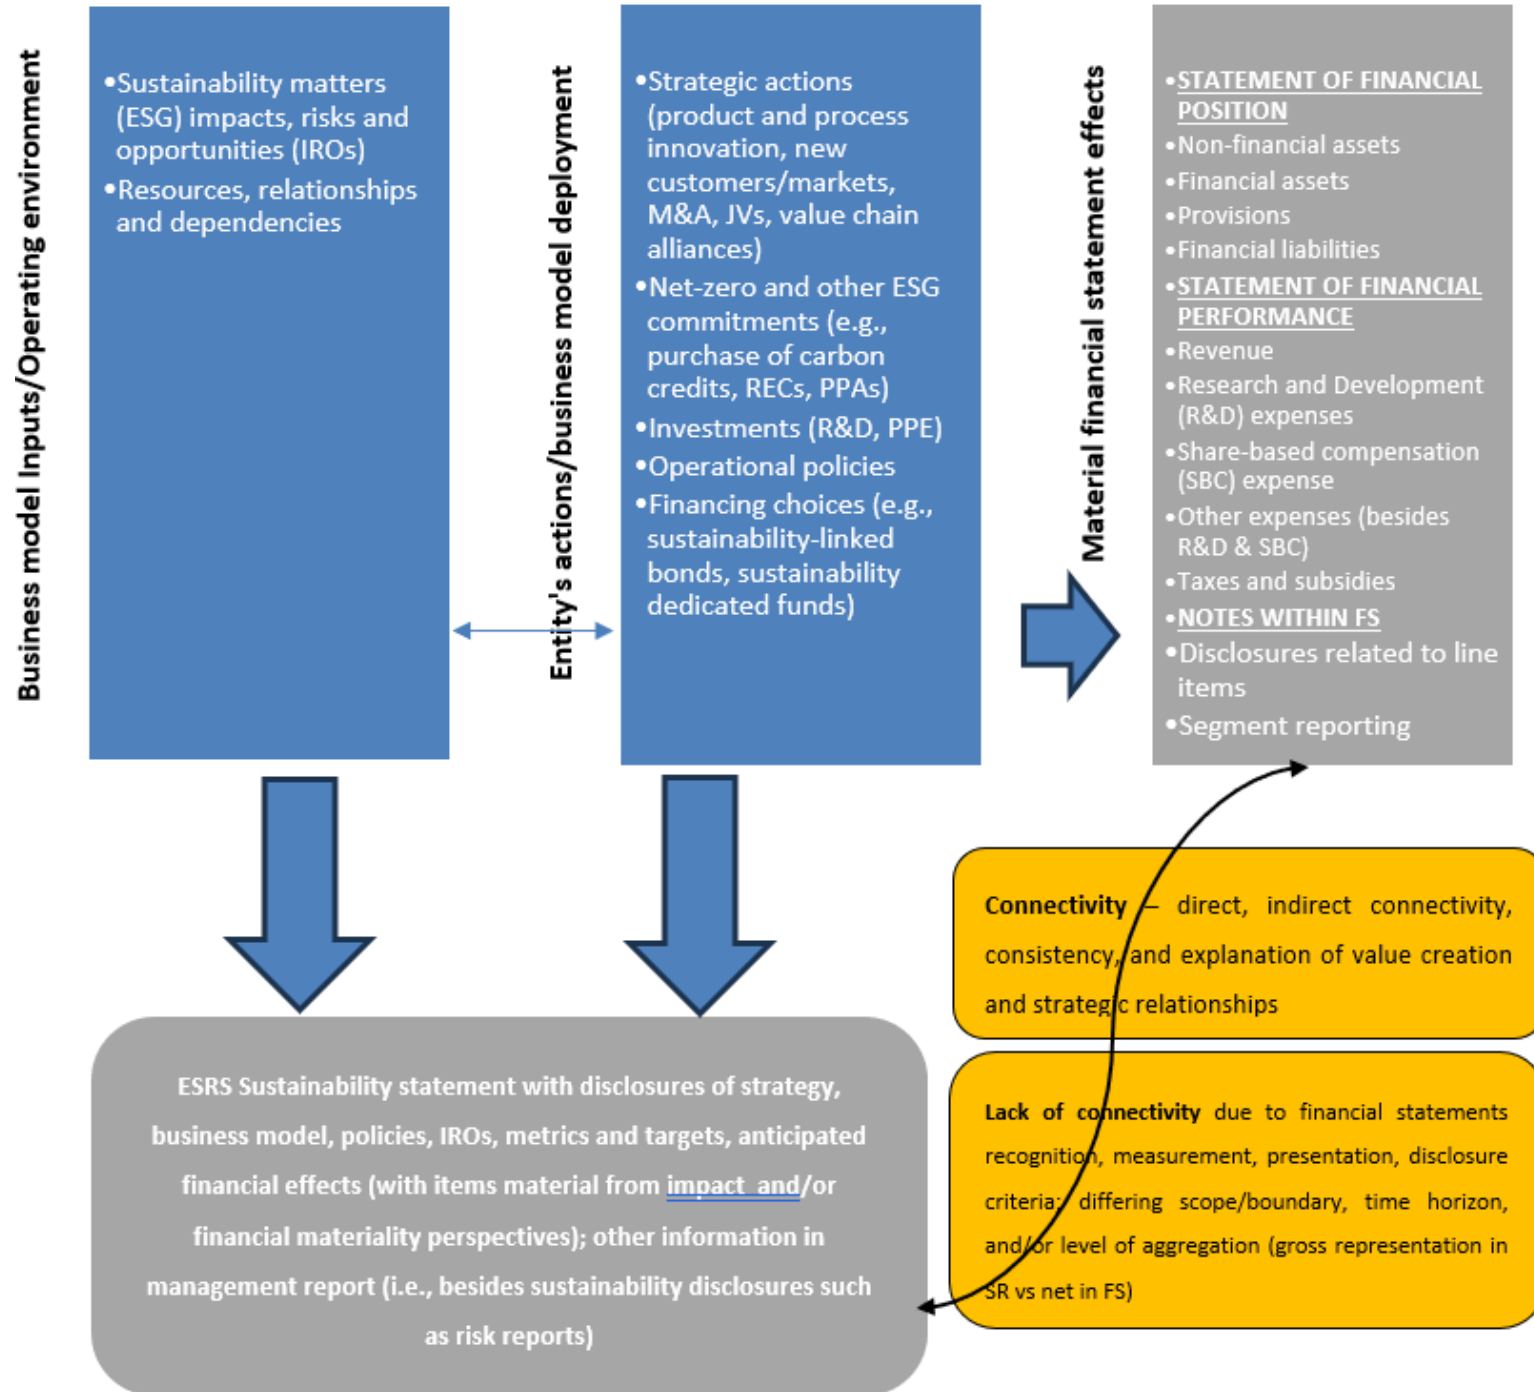 Business model Inputs/Operating environment
•Sustainability matters
(ESG) impacts, risks and
opportunities (IROs)
•Resources, relationships
and dependencies
Entity's actions/business model deployment
•Strategic actions
(product and process
innovation, new
customers/markets,
M&A, JVs, value chain
alliances)
•Net-zero and other ESG
commitments (e.g.,
purchase of carbon
credits, RECs, PPAs)
•Investments (R&D, PPE)
•Operational policies
•Financing choices (e.g.,
sustainability-linked
bonds, sustainability
dedicated funds)
Material financial statement effects
•STATEMENT OF FINANCIAL
POSITION
•Non-financial assets
•Financial assets
•Provisions
•Financial liabilities
•STATEMENT OF FINANCIAL
PERFORMANCE
•Revenue
•Research and Development
(R&D) expenses
•Share-based compensation
(SBC) expense
•Other expenses (besides
R&D & SBC)
•Taxes and subsidies
•NOTES WITHIN FS
•Disclosures related to line
items
•Segment reporting
Connectivity – direct, indirect connectivity,
consistency, and explanation of value creation
and strategic relationships
Lack of connectivity due to financial statements
recognition, measurement, presentation, disclosure
criteria; differing scope/boundary, time horizon,
and/or level of aggregation (gross representation in
SR vs net in FS)
ESRS Sustainability statement with disclosures of strategy,
business model, policies, IROs, metrics and targets, anticipated
financial effects (with items material from impact and/or
financial materiality perspectives); other information in
management report (i.e., besides sustainability disclosures such
as risk reports)